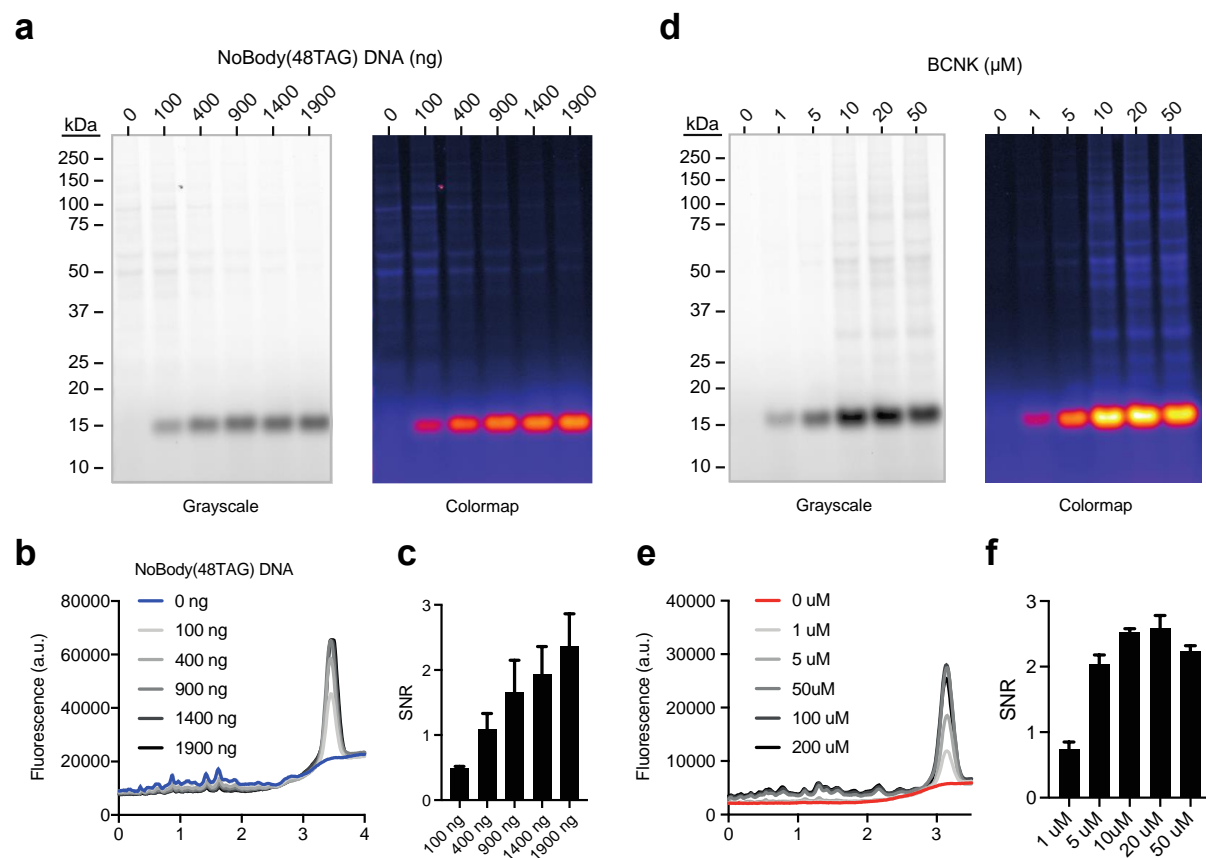 a
NoBody(48TAG) DNA (ng)
0 100 400 900 1400 1900 0 100 400 900 1400 1900
kDa
250
150
100
75
50
37
25
20
15
10
Grayscale Colormap
d
BCNK (µM)
0 1 5 10 20 50 0 1 5 10 20 50
kDa
250
150
100
75
50
37
25
20
15
10
Grayscale Colormap
b
NoBody(48TAG) DNA
0 ng
100 ng
400 ng
900 ng
1400 ng
1900 ng
Fluorescence (a.u.)
80000
60000
40000
20000
0
0 1 2 3 4
c
SNR
3
2
1
0
100 ng 400 ng 900 ng 1400 ng 1900 ng
e
0 uM
1 uM
5 uM
50uM
100 uM
200 uM
Fluorescence (a.u.)
40000
30000
20000
10000
0
0 1 2 3
f
SNR
3
2
1
0
1 uM 5 uM 10uM 20 uM 50 uM